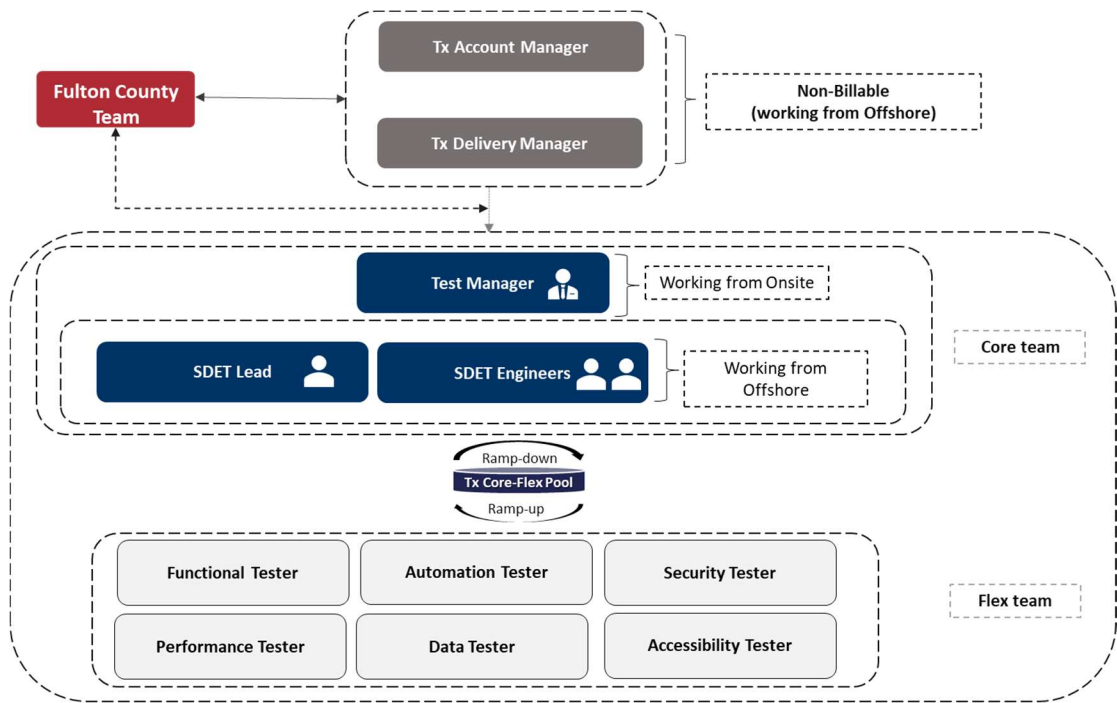 Tx Account Manager
Fulton County
Team
Non-Billable
(working from Offshore)
Tx Delivery Manager
Test Manager
Working from Onsite
SDET Lead
SDET Engineers
Working from
Offshore
Core team
Ramp-down
Tx Core-Flex Pool
Ramp-up
Functional Tester
Automation Tester
Security Tester
Flex team
Performance Tester
Data Tester
Accessibility Tester